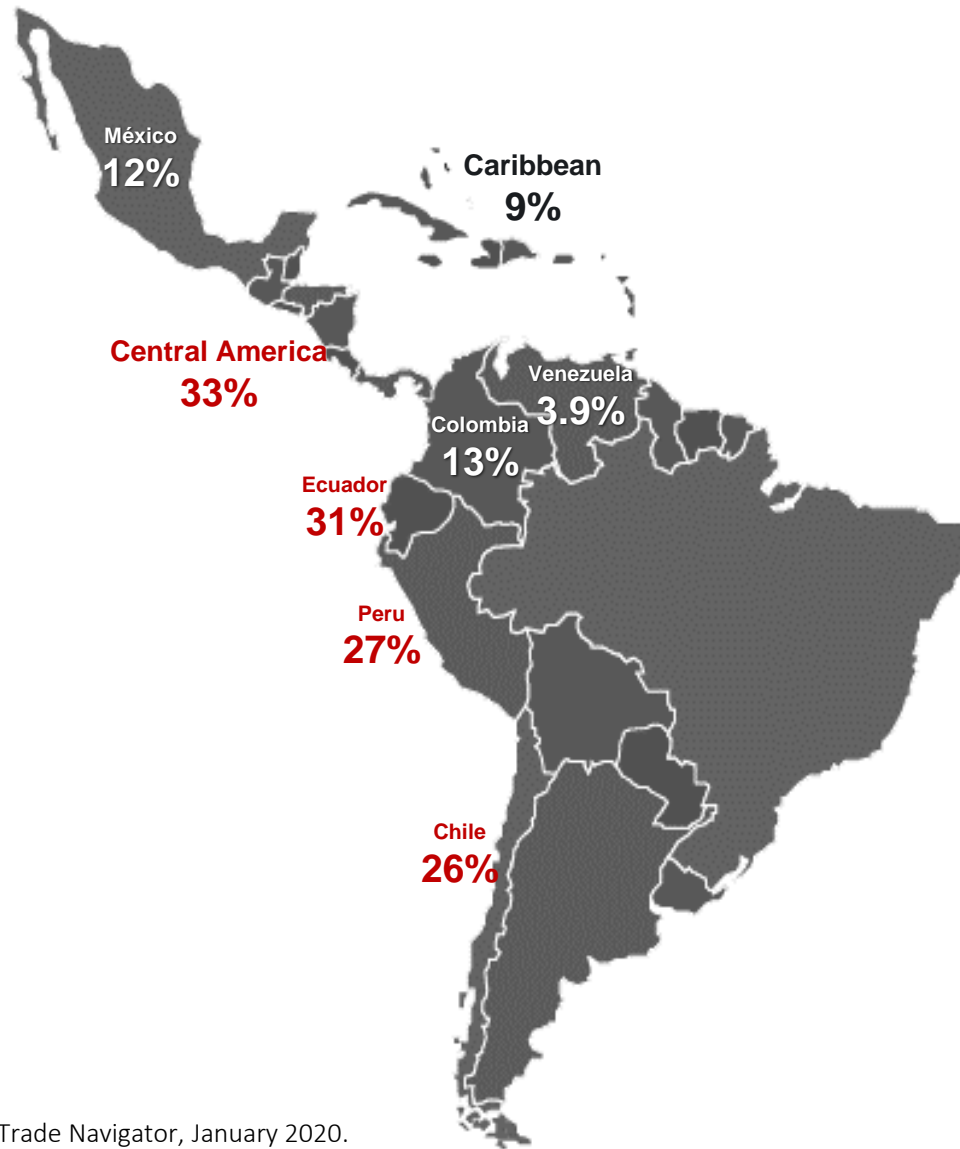 México
12%
Caribbean
9%
Central America
33%
Venezuela
3.9%
Colombia
13%
Ecuador
31%
Peru
27%
Chile
26%
Trade Navigator, January 2020.